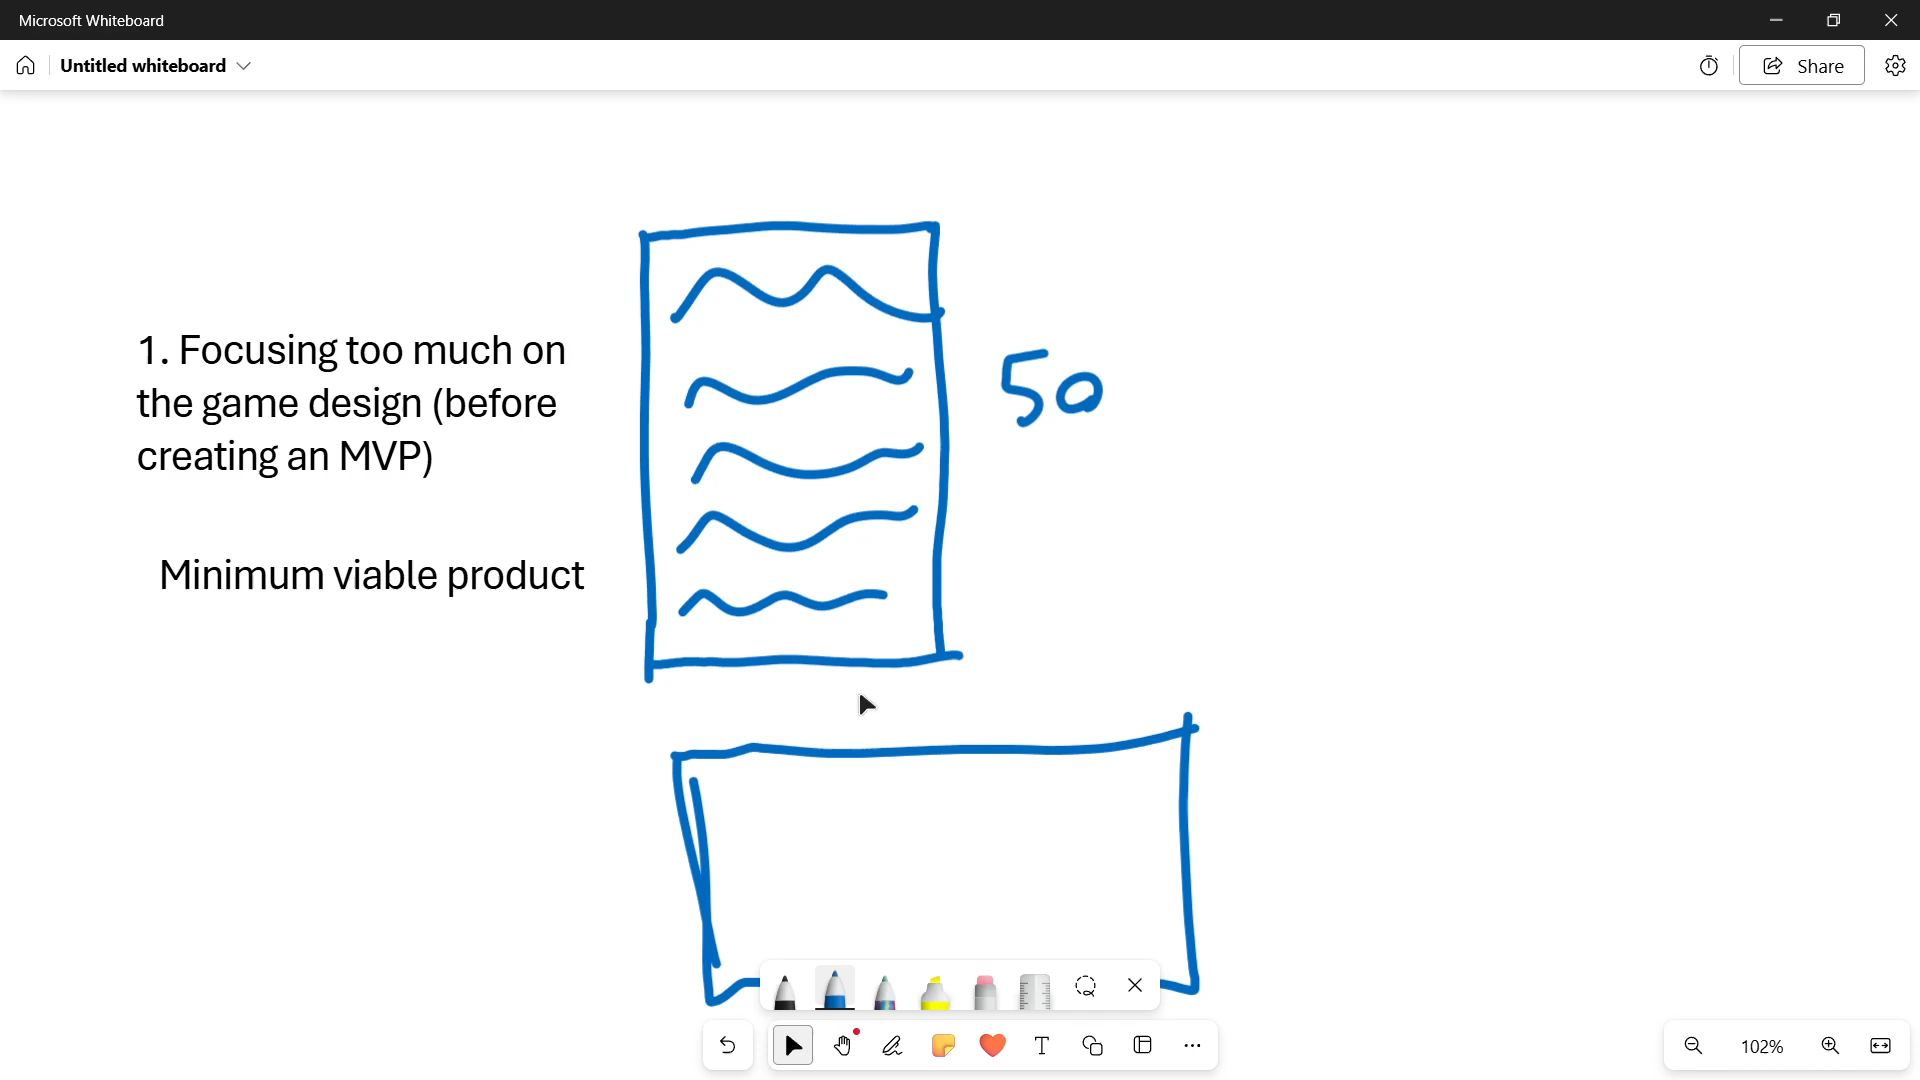 Microsoft Whiteboard
Untitled whiteboard
Share
1. Focusing too much on
the game design (before
creating an MVP)
50
Minimum viable product
102%